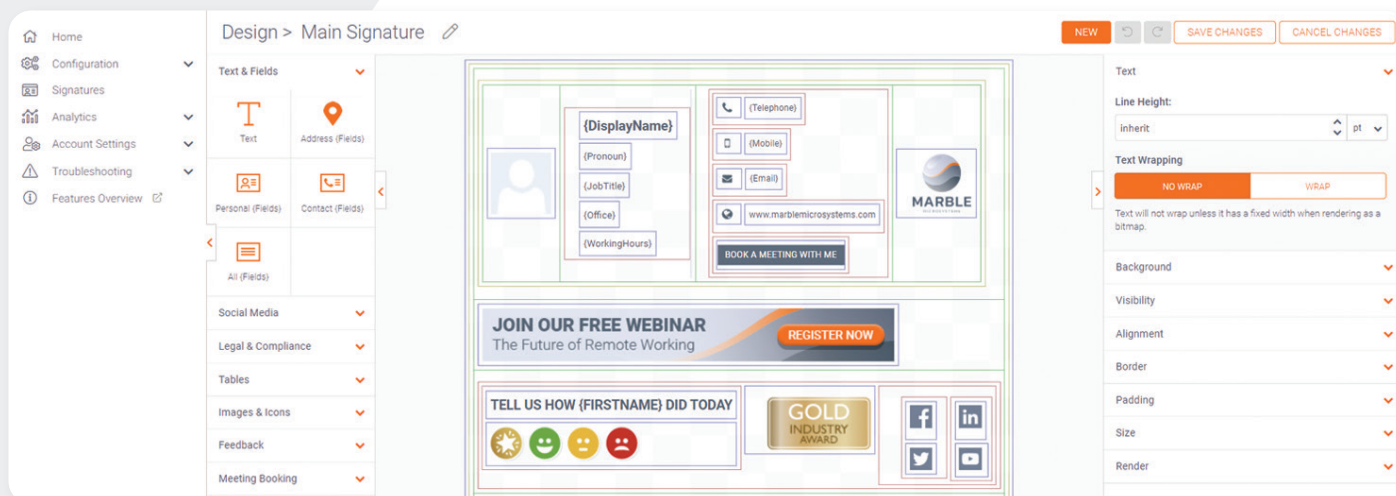 Home
Configuration
Signatures
Analytics
Account Settings
Troubleshooting
Features Overview
Design > Main Signature
NEW
SAVE CHANGES
CANCEL CHANGES
Text & Fields
Text
Address (Fields)
Personal (Fields)
Contact (Fields)
All (Fields)
Social Media
Legal & Compliance
Tables
Images & Icons
Feedback
Meeting Booking
{DisplayName}
{Pronoun}
{JobTitle}
{Office}
{WorkingHours}
{Telephone}
{Mobile}
{Email}
www.marblemicrosystems.com
BOOK A MEETING WITH ME
MARBLE
MICROSYSTEMS
JOIN OUR FREE WEBINAR
The Future of Remote Working
REGISTER NOW
TELL US HOW {FIRSTNAME} DID TODAY
GOLD
INDUSTRY
AWARD
f
in
Text
Line Height:
inherit
pt
Text Wrapping
NO WRAP
WRAP
Text will not wrap unless it has a fixed width when rendering as a
bitmap.
Background
Visibility
Alignment
Border
Padding
Size
Render